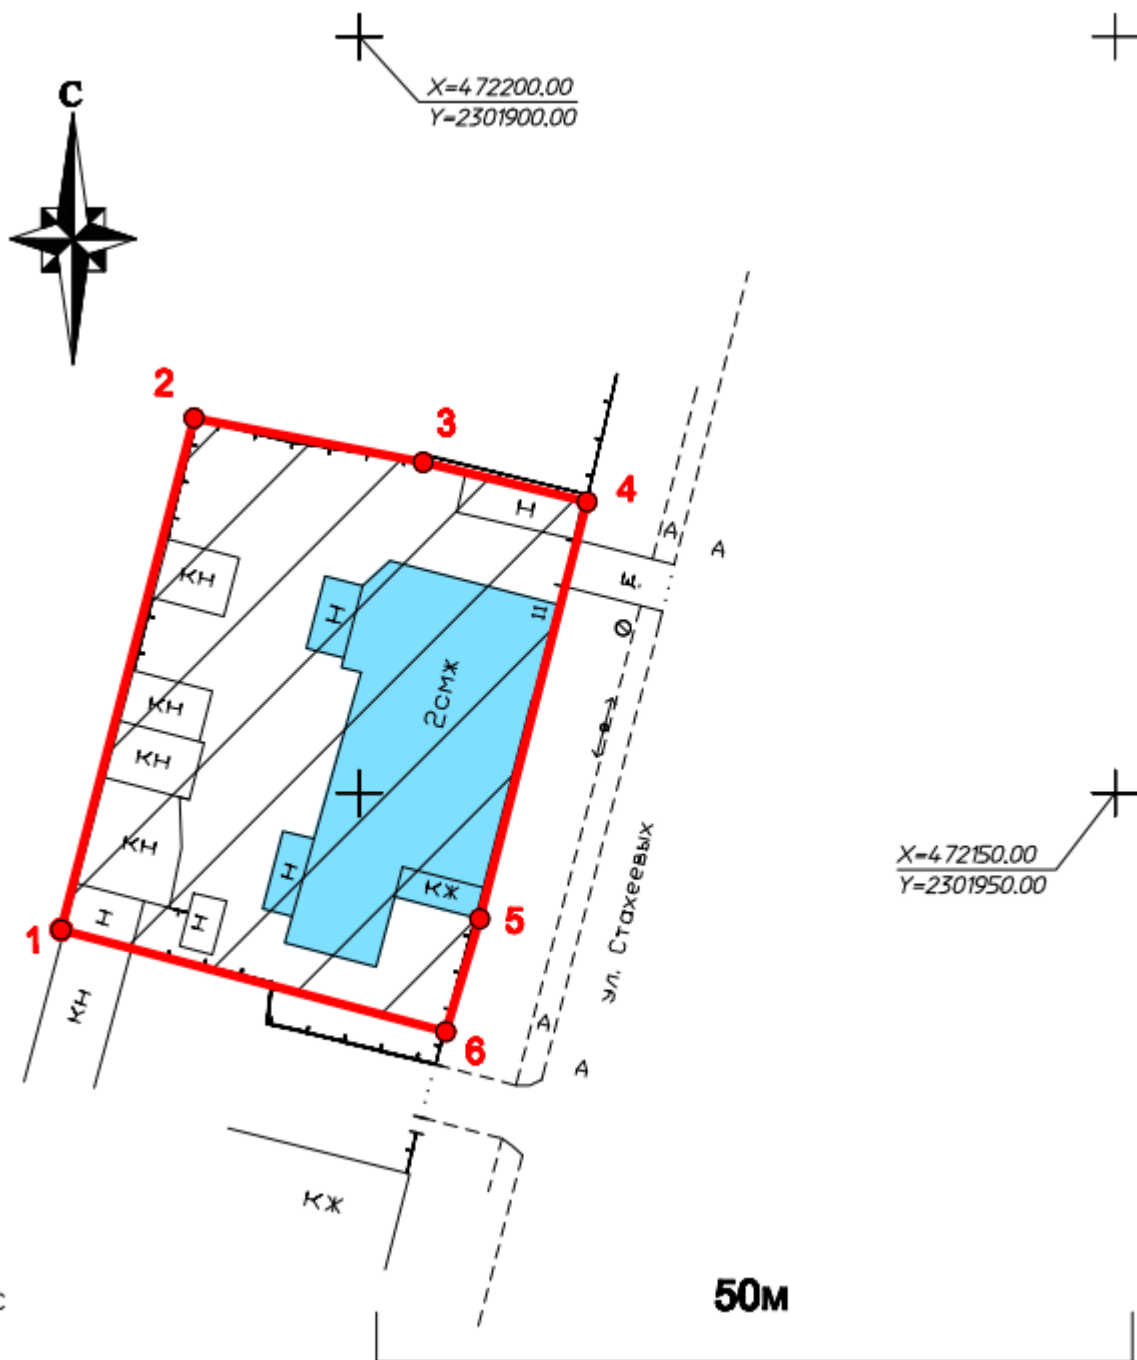 X=472200.00
Y=2301900.00
С
2
3
4
Н
А
А
КН
Н
11
2СМЖ
КН
КН
КН
Н
КЖ
Н
Н
1
5
6
ул. Стахеевых
X=472150.00
Y=2301950.00
КН
А
А
КЖ
50м